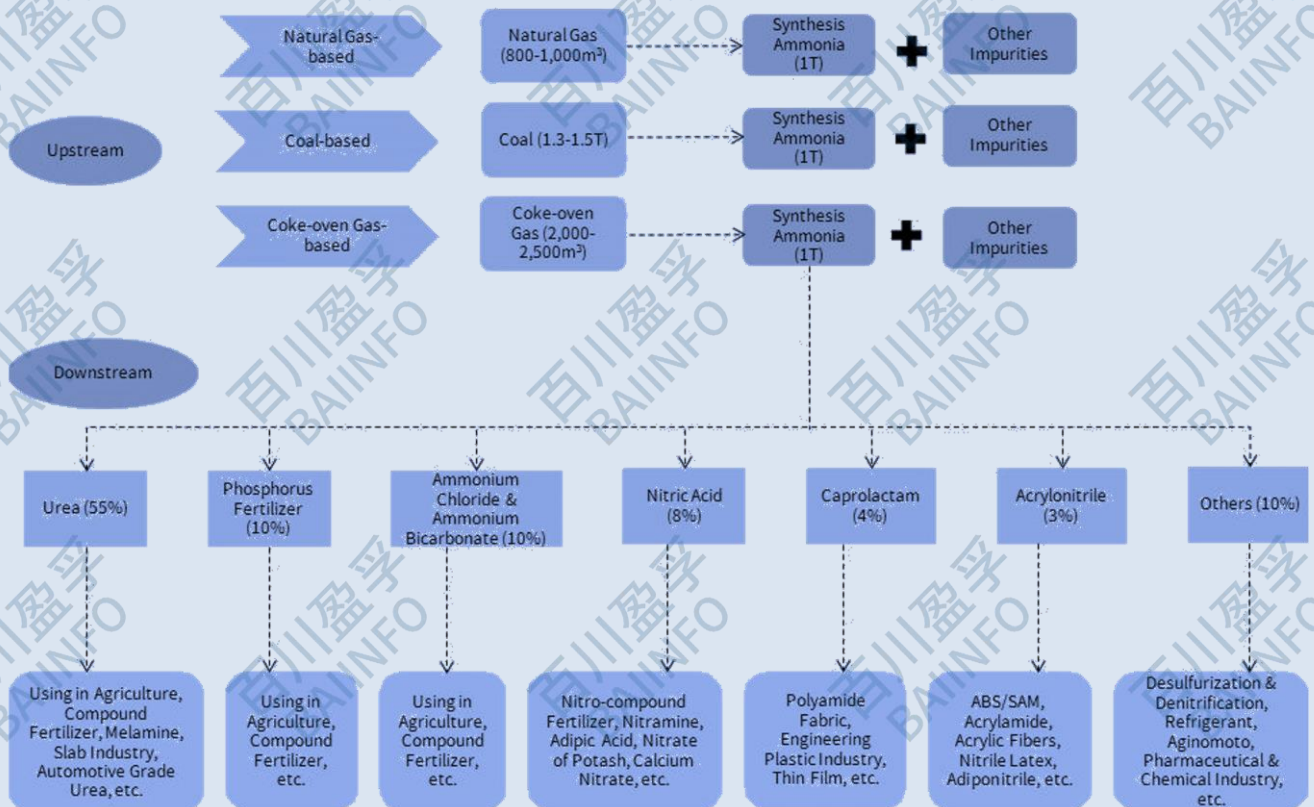 Natural Gas-
based
Natural Gas
(800-1,000m³)
Synthesis
Ammonia
(1T)
Other
Impurities
Upstream
Coal-based
Coal (1.3-1.5T)
Synthesis
Ammonia
(1T)
Other
Impurities
Coke-oven Gas-
based
Coke-oven
Gas (2,000-
2,500m³)
Synthesis
Ammonia
(1T)
Other
Impurities
Downstream
Urea (55%)
Phosphorus
Fertilizer
(10%)
Ammonium
Chloride &
Ammonium
Bicarbonate (10%)
Nitric Acid
(8%)
Caprolactam
(4%)
Acrylonitrile
(3%)
Others (10%)
Using in Agriculture,
Compound
Fertilizer, Melamine,
Slab Industry,
Automotive Grade
Urea, etc.
Using in
Agriculture,
Compound
Fertilizer, etc.
Using in
Agriculture,
Compound
Fertilizer, etc.
Nitro-compound
Fertilizer, Nitramine,
Adipic Acid, Nitrate
of Potash, Calcium
Nitrate, etc.
Polyamide
Fabric,
Engineering
Plastic Industry,
Thin Film, etc.
ABS/SAM,
Acrylamide,
Acrylic Fibers,
Nitrile Latex,
Adiponitrile, etc.
Desulfurization &
Denitrification,
Refrigerant,
Aginomoto,
Pharmaceutical &
Chemical Industry,
etc.
百川盈孚
BAIINFO